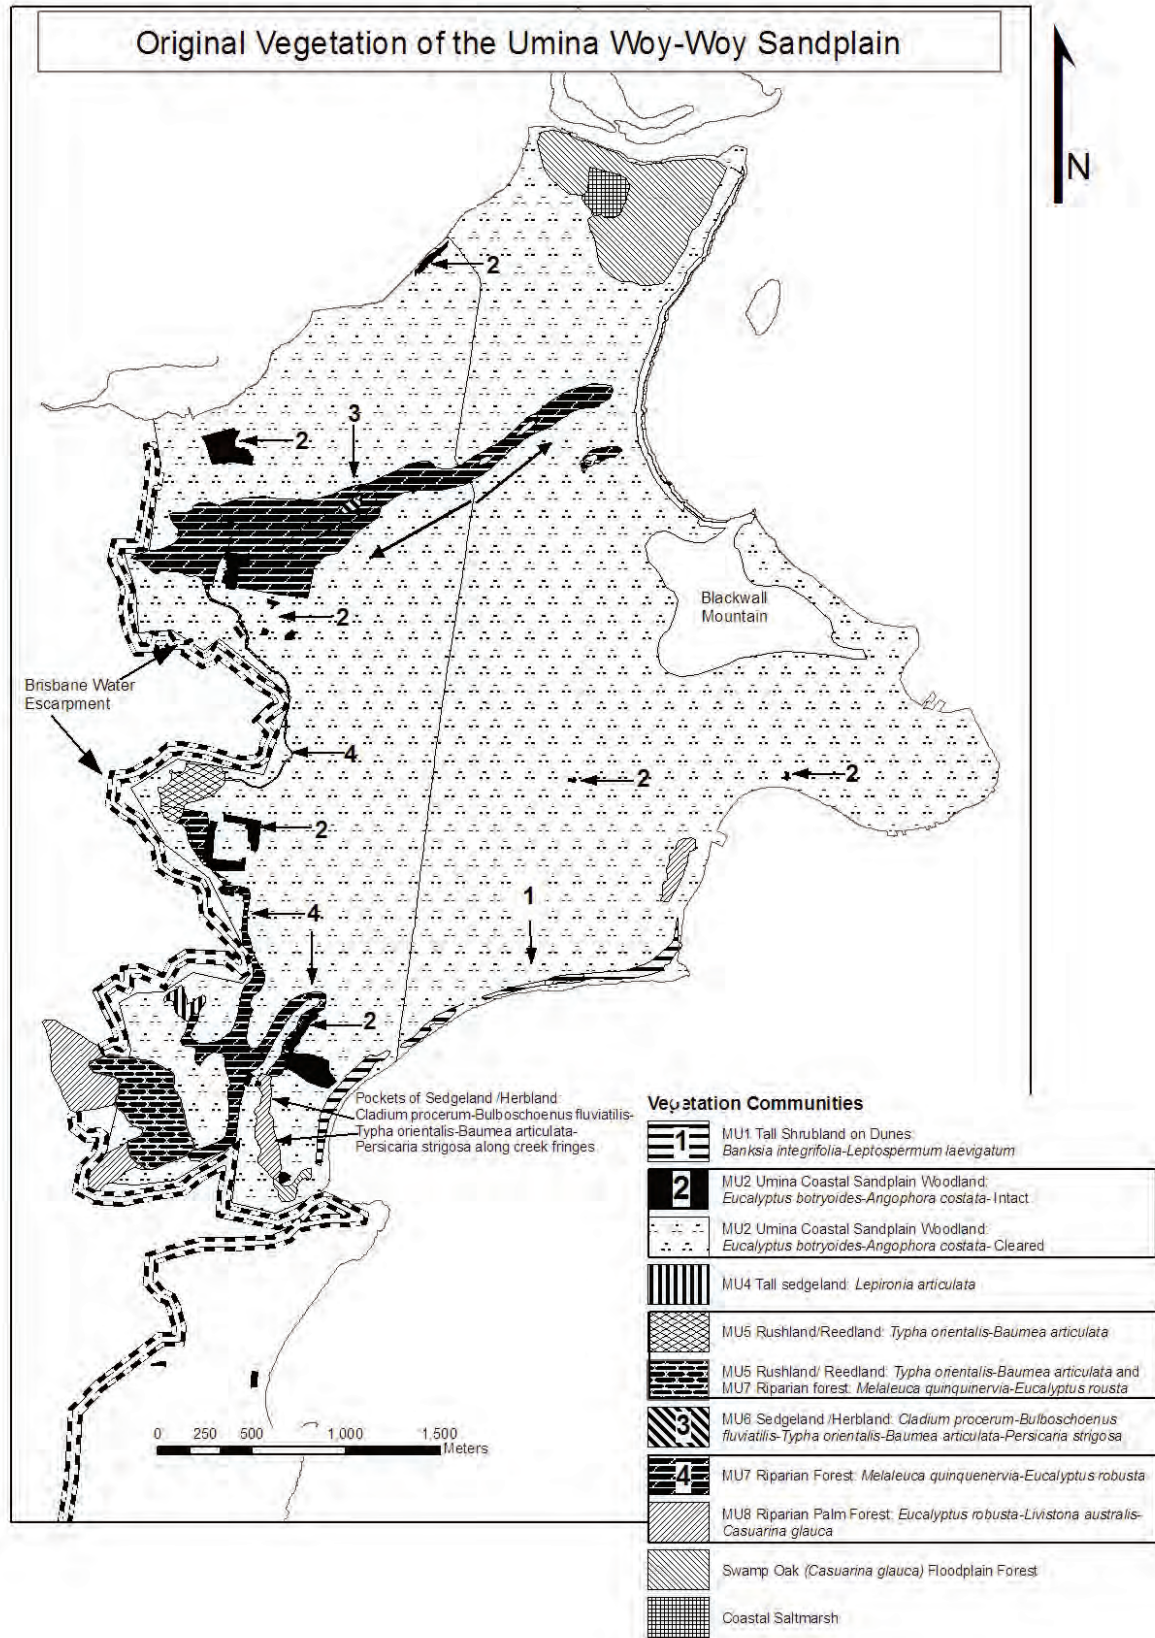 Original Vegetation of the Umina Woy-Woy Sandplain
N
2
3
2
2
Blackwall
Mountain
Brisbane Water
Escarpment
4
2
2
2
1
4
2
Pockets of Sedgeland /Herbland:
Cladium procerum-Bulboschoenus fluviatilis-
Typha orientalis-Baumea articulata-
Persicaria strigosa along creek fringes
0 250 500 1,000 1,500
Meters
Vegetation Communities
1 MU1 Tall Shrubland on Dunes:
Banksia integrifolia-Leptospermum laevigatum
2 MU2 Umina Coastal Sandplain Woodland:
Eucalyptus botryoides-Angophora costata- Intact
MU2 Umina Coastal Sandplain Woodland:
Eucalyptus botryoides-Angophora costata- Cleared
MU4 Tall sedgeland: Lepironia articulata
MU5 Rushland/Reedland: Typha orientalis-Baumea articulata
MU5 Rushland/ Reedland: Typha orientalis-Baumea articulata and
MU7 Riparian forest: Melaleuca quinquinervia-Eucalyptus rousta
3 MU6 Sedgeland /Herbland: Cladium procerum-Bulboschoenus
fluviatilis-Typha orientalis-Baumea articulata-Persicaria strigosa
4 MU7 Riparian Forest: Melaleuca quinquenervia-Eucalyptus robusta
MU8 Riparian Palm Forest: Eucalyptus robusta-Livistona australis-
Casuarina glauca
Swamp Oak (Casuarina glauca) Floodplain Forest
Coastal Saltmarsh